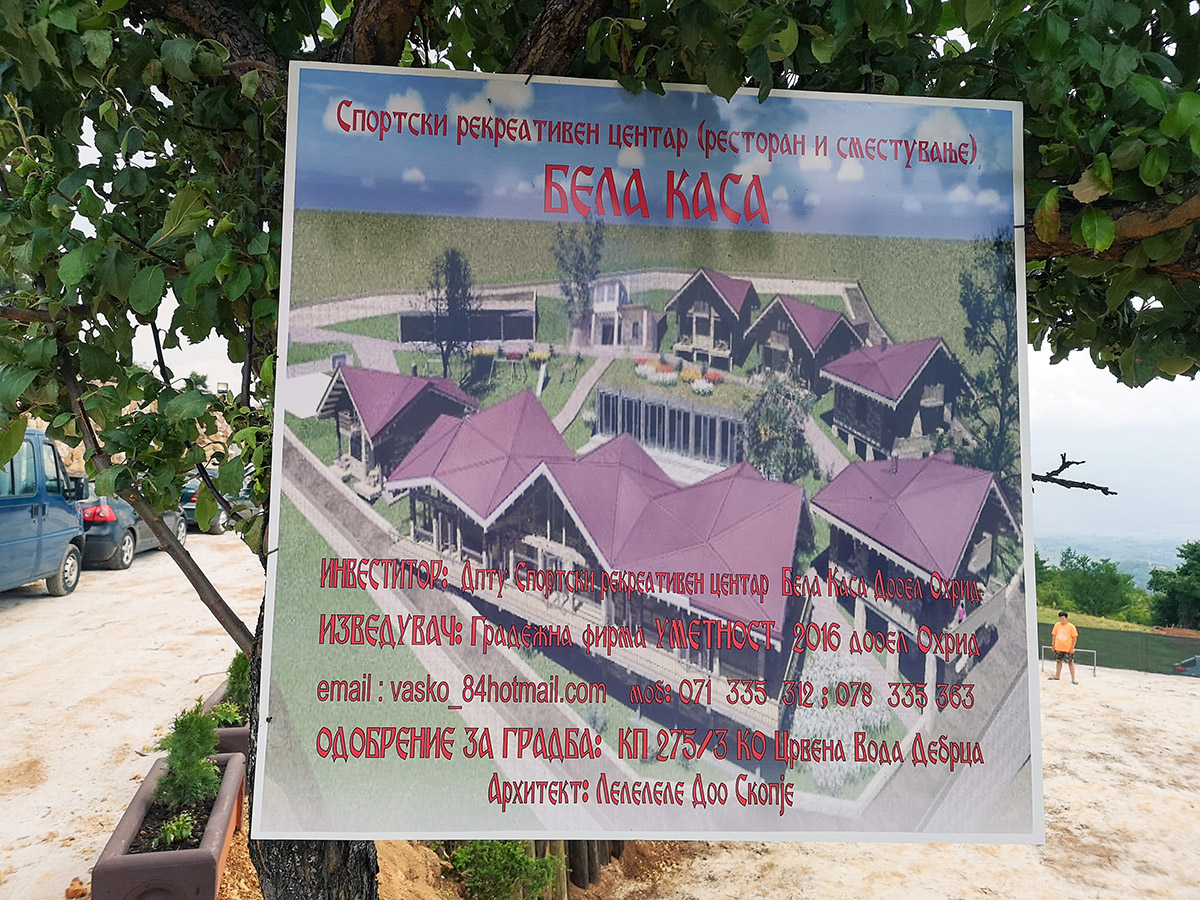 Спортски рекреативен центар (ресторан и сместување)
БЕЛА КАСА
ИНВЕСТИТОР: Дпту Спортски рекреативен центар Бела Каса Дооел Охрид
ИЗВЕДУВАЧ: Градежна фирма УМЕТНОСТ 2016 дооел Охрид
email : vasko_84hotmail.com моб: 071 335 312 ; 078 335 363
ОДОБРЕНИЕ ЗА ГРАДБА: КП 275/3 КО Црвена Вода Дебрца
Архитект: Лелелеле Доо Скопје